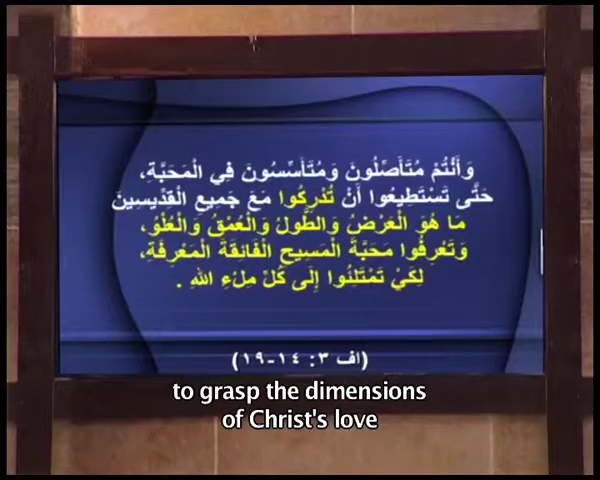 وَأَنْتُمْ مُتَأَصِّلُونَ وَمُتَأَسِّسُونَ فِي الْمَحَبَّةِ،
حَتَّى تَسْتَطِيعُوا أَنْ تُدْرِكُوا مَعَ جَمِيعِ الْقِدِّيسِينَ
مَا هُوَ الْعَرْضُ وَالطُّولُ وَالْعُمْقُ وَالْعُلْوُ،
وَتَعْرِفُوا مَحَبَّةَ الْمَسِيحِ الْفَائِقَةَ الْمَعْرِفَةِ،
لِكَيْ تَمْتَلِئُوا إِلَى كُلِّ مِلْءِ اللهِ .
(اف ٣: ١٤-١٩)
to grasp the dimensions
of Christ's love